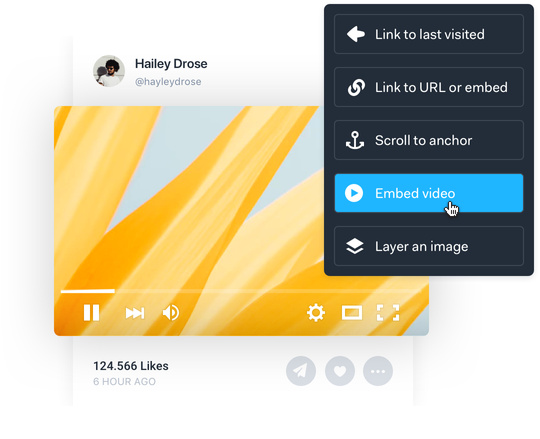 Hailey Drose
@hayleydrose
Link to last visited
Link to URL or embed
Scroll to anchor
Embed video
Layer an image
124.566 Likes
6 HOUR AGO